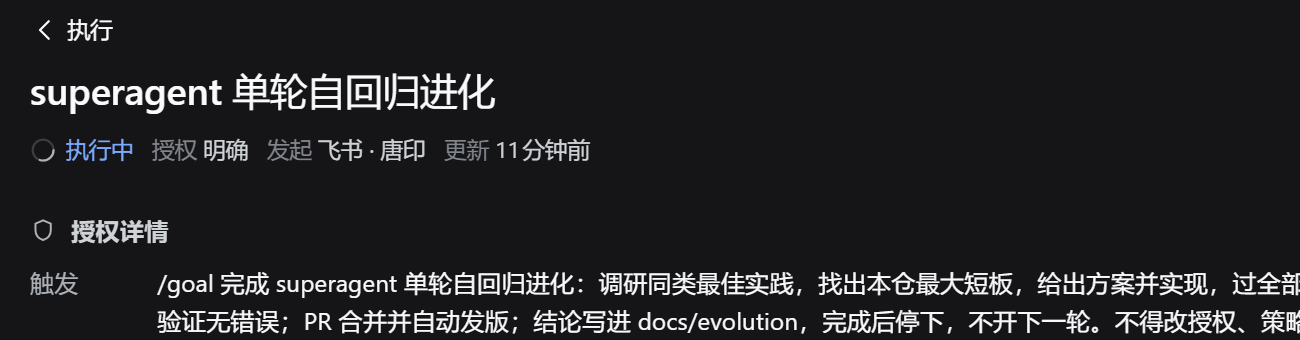 执行
superagent 单轮自回归进化
执行中 授权 明确 发起 飞书 · 唐印 更新 11 分钟前
授权详情
触发 /goal 完成 superagent 单轮自回归进化：调研同类最佳实践，找出本仓最大短板，给出方案并实现，过全部
验证无错误；PR 合并并自动发版；结论写进 docs/evolution，完成后停下，不开下一轮。不得改授权、策略